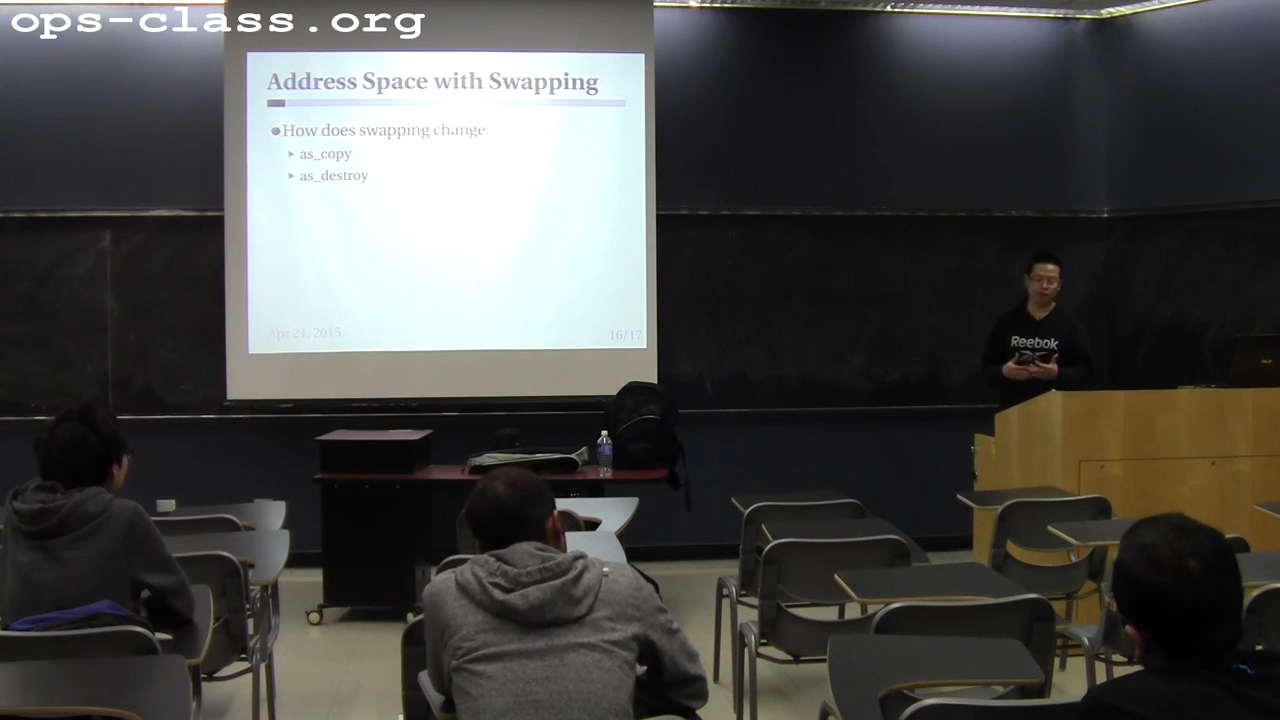 ops-class.org
Address Space with Swapping
How does swapping change
as_copy
as_destroy
Apr 21, 2015
16/17
Reebok